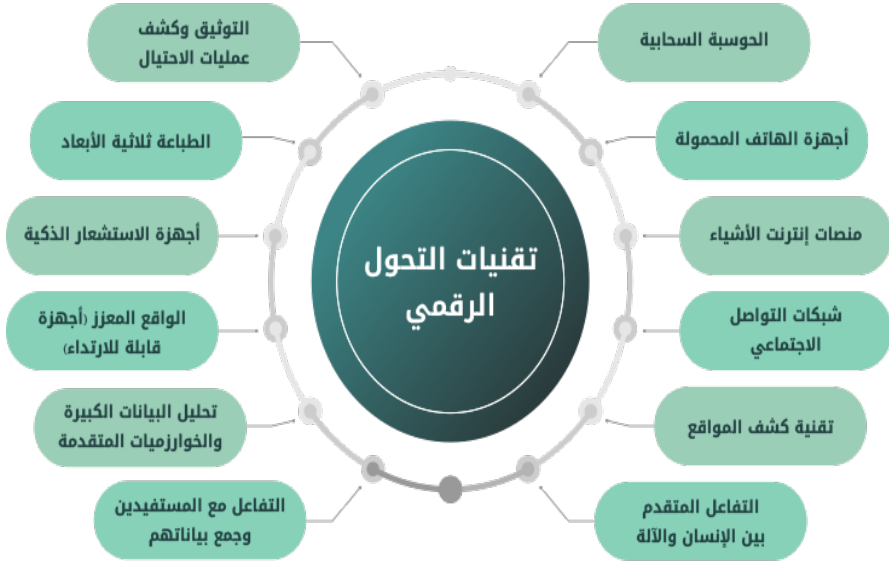 تقنيات التحول
الرقمي
الحوسبة السحابية
أجهزة الهاتف المحمولة
منصات إنترنت الأشياء
شبكات التواصل
الاجتماعي
تقنية كشف المواقع
التفاعل المتقدم
بين الإنسان والآلة
التوثيق وكشف
عمليات الاحتيال
الطباعة ثلاثية الأبعاد
أجهزة الاستشعار الذكية
الواقع المعزز (أجهزة
قابلة للارتداء)
تحليل البيانات الكبيرة
والخوارزميات المتقدمة
التفاعل مع المستفيدين
وجمع بياناتهم